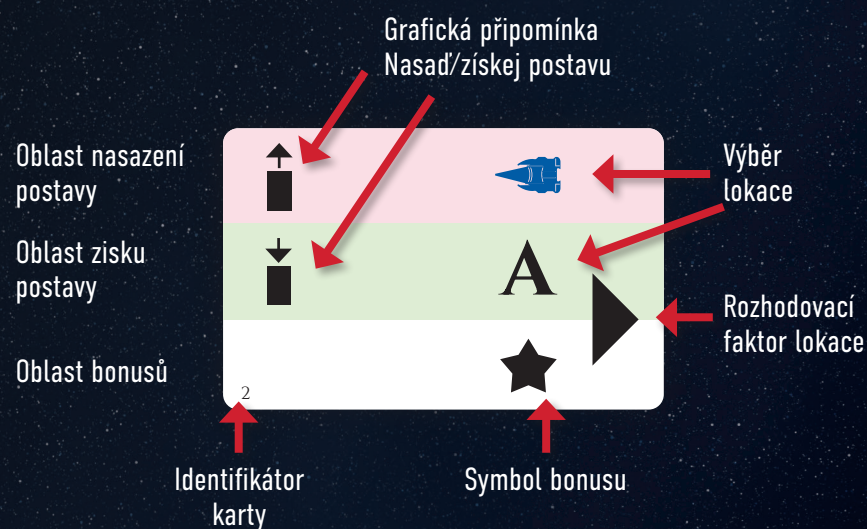 Grafická připomínka
Nasaď/získej postavu
Oblast nasazení
postavy
Výběr
lokace
Oblast zisku
postavy
A
Rozhodovací
faktor lokace
Oblast bonusů
2
Identifikátor
karty
Symbol bonusu